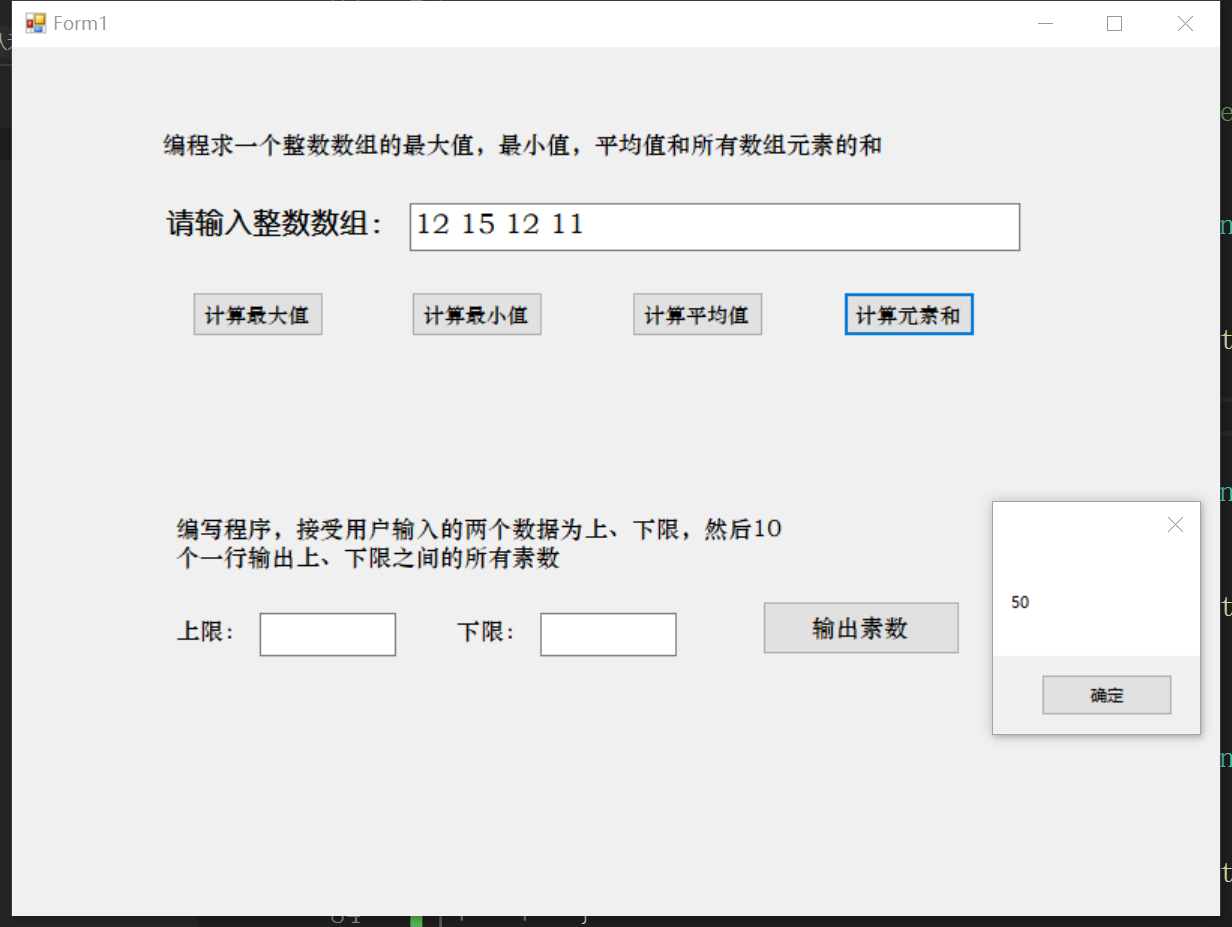 Form1
编程求一个整数数组的最大值，最小值，平均值和所有数组元素的和
请输入整数数组： 12 15 12 11
计算最大值 计算最小值 计算平均值 计算元素和
编写程序，接受用户输入的两个数据为上、下限，然后10
个一行输出上、下限之间的所有素数
50
上限： 下限： 输出素数
确定